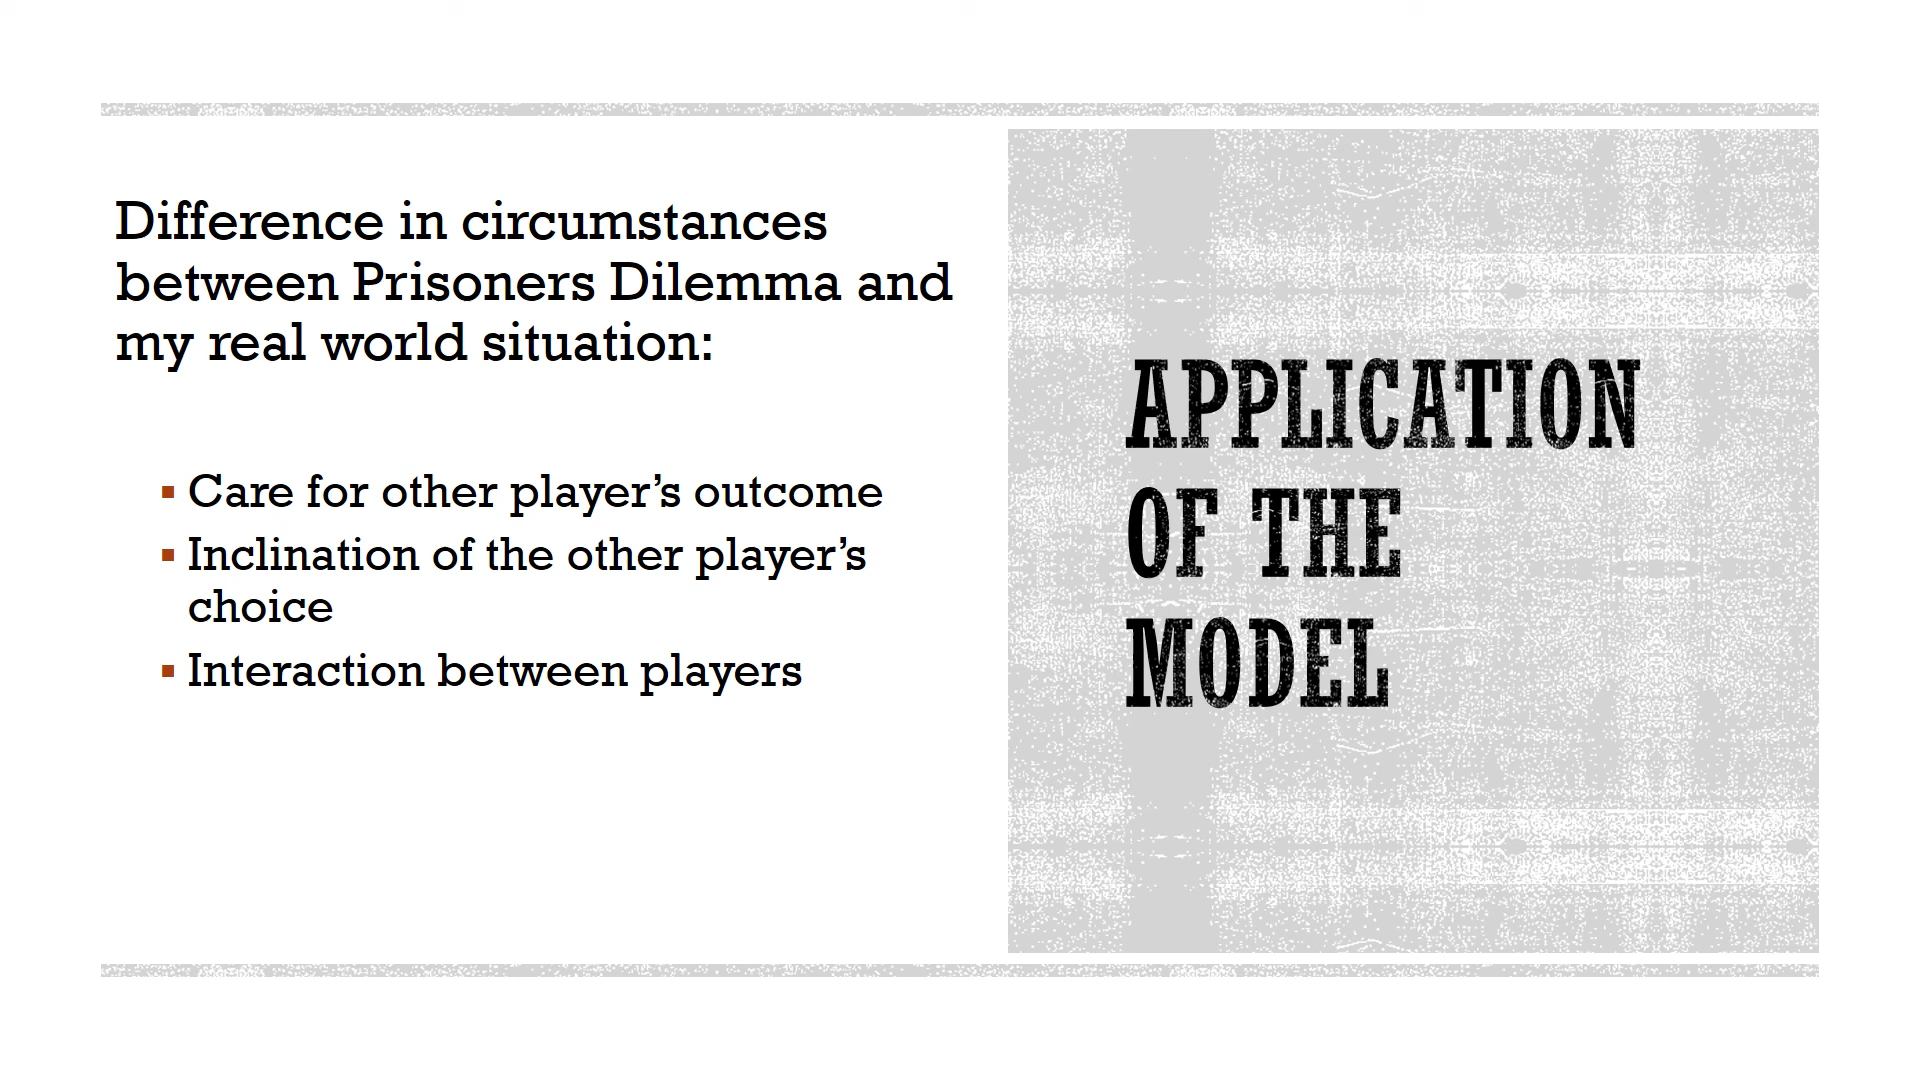 Difference in circumstances
between Prisoners Dilemma and
my real world situation:
▪ Care for other player’s outcome
▪ Inclination of the other player’s
choice
▪ Interaction between players
APPLICATION
OF THE
MODEL